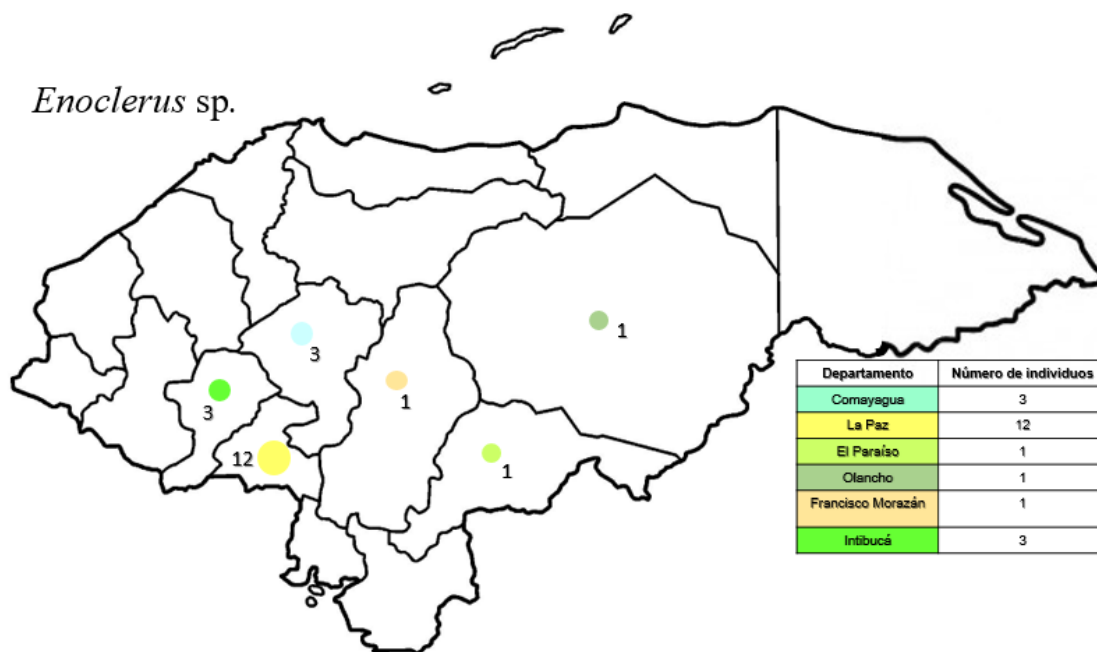 Enoclerus sp.
3
1
3
1
12
1
Departamento Número de individuos
Comayagua 3
La Paz 12
El Paraíso 1
Olancho 1
Francisco Morazán 1
Intibucá 3